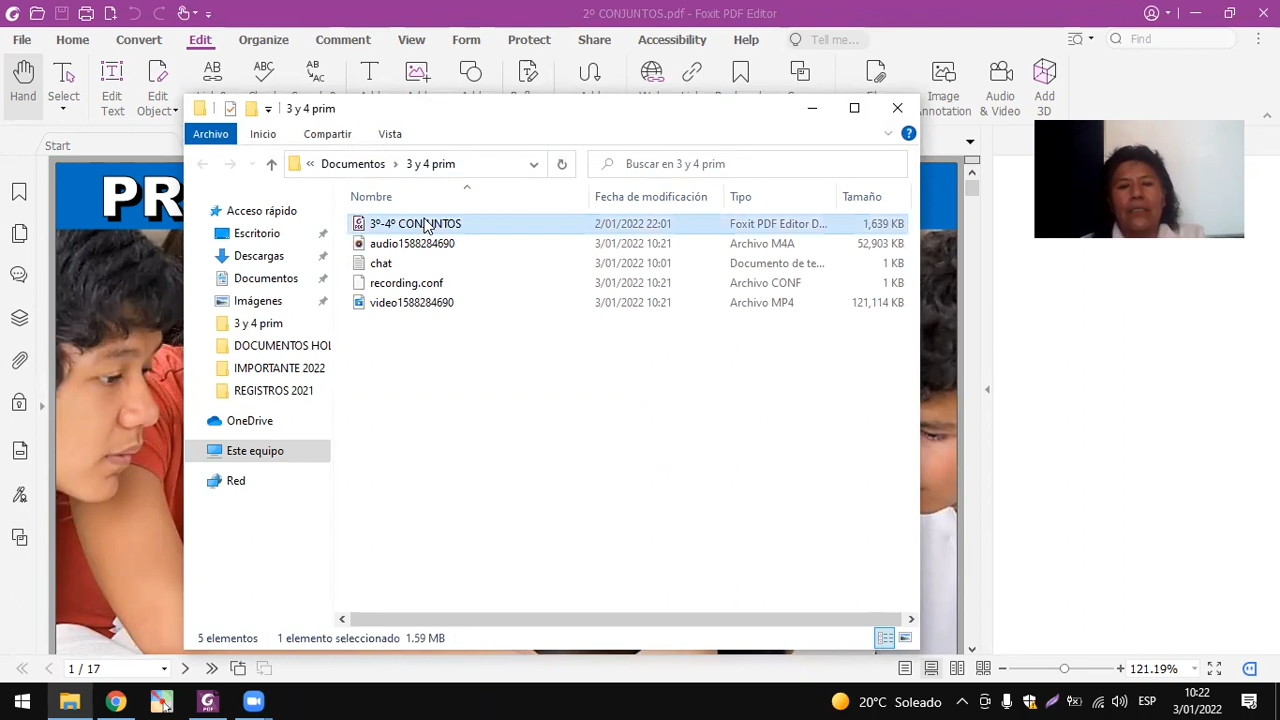 2º CONJUNTOS.pdf - Foxit PDF Editor
File Home Convert Edit Organize Comment View Form Protect Share Accessibility Help Tell me... Find
Hand
Select
Edit Text
Edit Object
Image Annotation
Audio & Video
Add 3D
Start
PR
3 y 4 prim
Archivo Inicio Compartir Vista
Documentos 3 y 4 prim
Buscar en 3 y 4 prim
Nombre Fecha de modificación Tipo Tamaño
3º-4º CONJUNTOS 2/01/2022 22:01 Foxit PDF Editor D... 1,639 KB
audio1588284690 3/01/2022 10:21 Archivo M4A 52,903 KB
chat 3/01/2022 10:01 Documento de te... 1 KB
recording.conf 3/01/2022 10:21 Archivo CONF 1 KB
video1588284690 3/01/2022 10:21 Archivo MP4 121,114 KB
Acceso rápido
Escritorio
Descargas
Documentos
Imágenes
3 y 4 prim
DOCUMENTOS HOL
IMPORTANTE 2022
REGISTROS 2021
OneDrive
Este equipo
Red
5 elementos 1 elemento seleccionado 1.59 MB
1 / 17
121.19%
20°C Soleado
ESP
10:22
3/01/2022